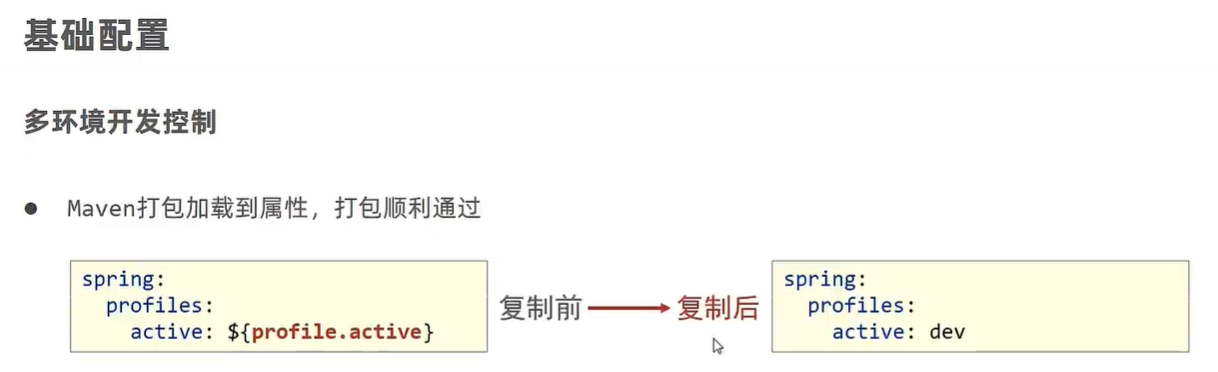 基础配置
多环境开发控制
● Maven打包加载到属性，打包顺利通过
spring:
  profiles:
    active: ${profile.active}
复制前
复制后
spring:
  profiles:
    active: dev